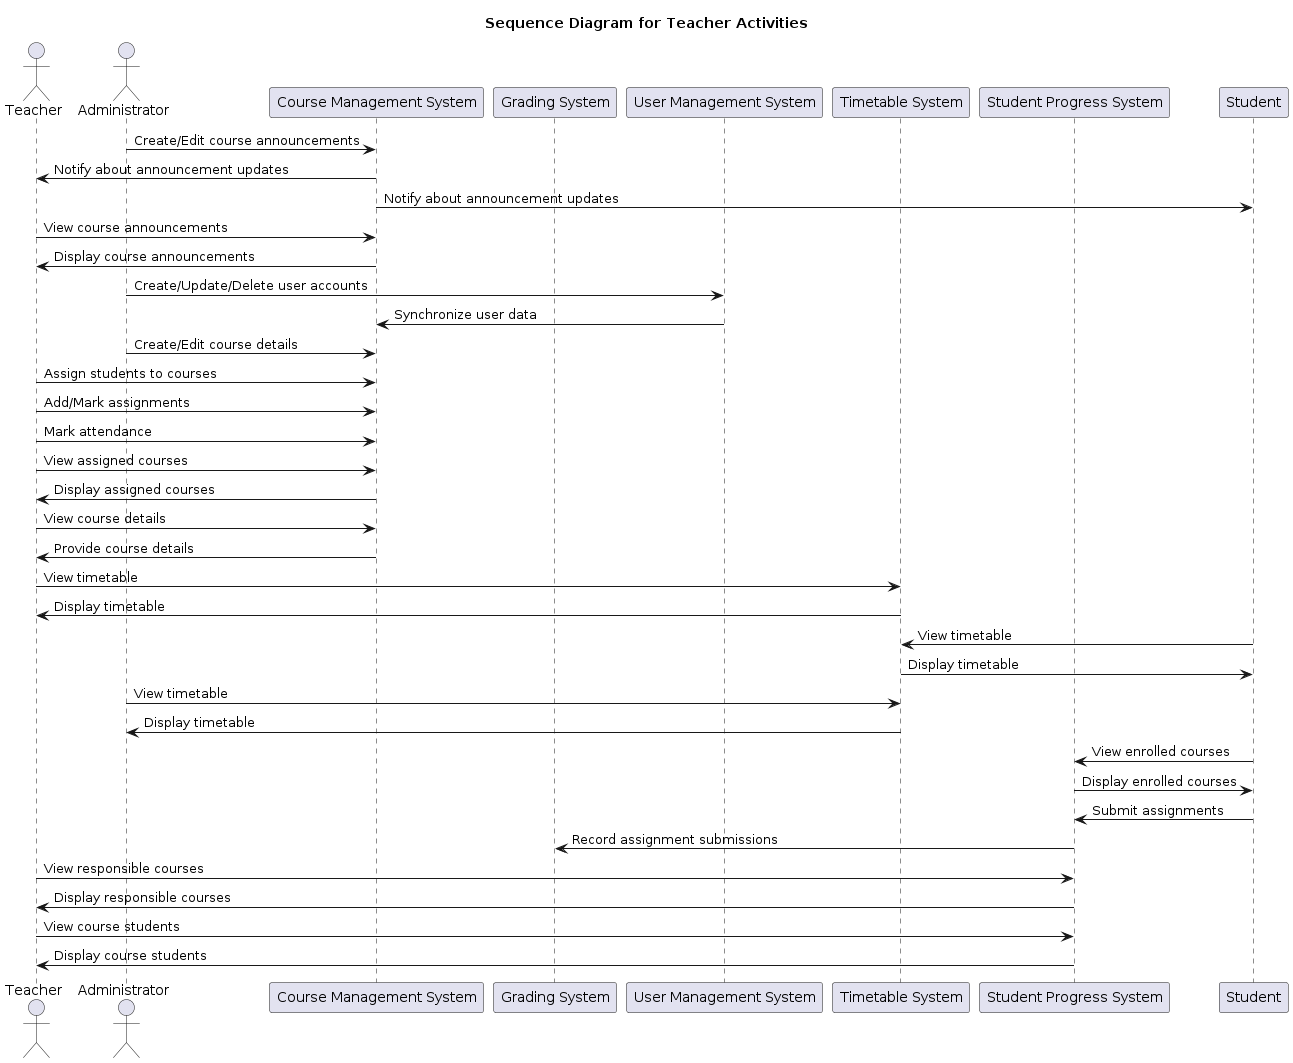 Sequence Diagram for Teacher Activities
Teacher
Administrator
Course Management System
Grading System
User Management System
Timetable System
Student Progress System
Student
Create/Edit course announcements
Notify about announcement updates
Notify about announcement updates
View course announcements
Display course announcements
Create/Update/Delete user accounts
Synchronize user data
Create/Edit course details
Assign students to courses
Add/Mark assignments
Mark attendance
View assigned courses
Display assigned courses
View course details
Provide course details
View timetable
Display timetable
View timetable
Display timetable
View timetable
Display timetable
View enrolled courses
Display enrolled courses
Submit assignments
Record assignment submissions
View responsible courses
Display responsible courses
View course students
Display course students
Teacher
Administrator
Course Management System
Grading System
User Management System
Timetable System
Student Progress System
Student